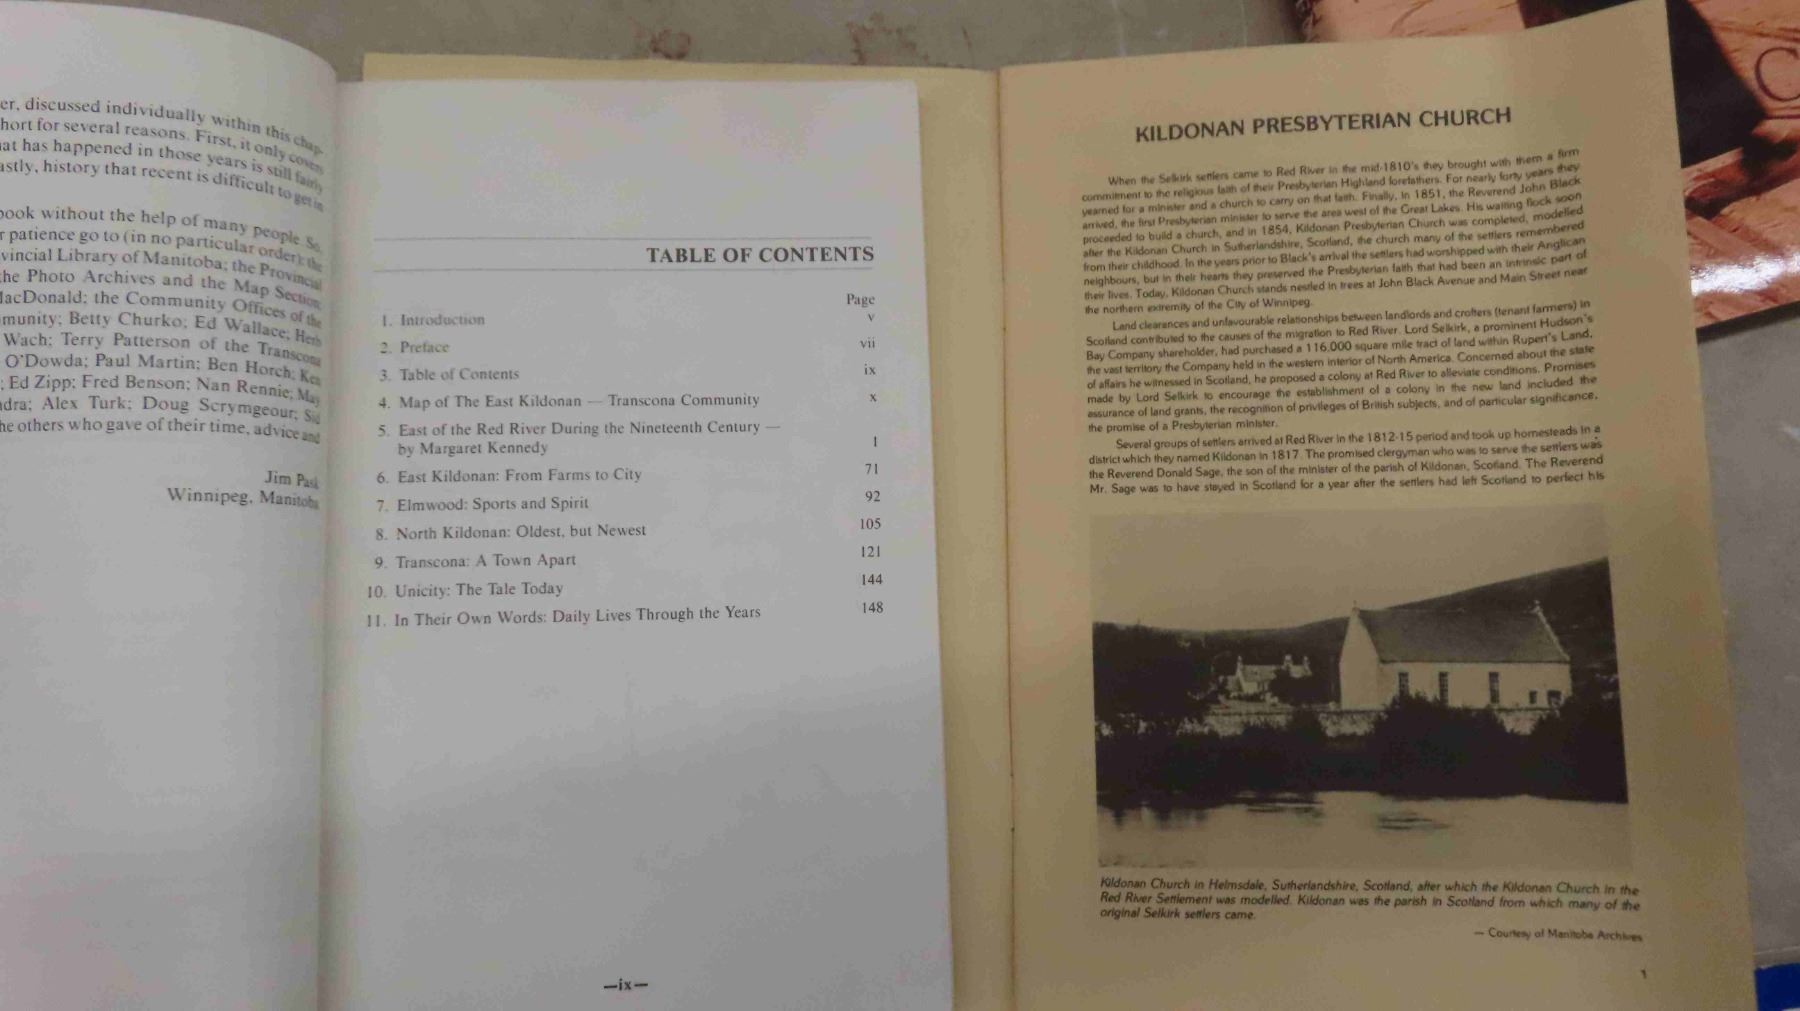 er, discussed individually within this chap-
hort for several reasons. First, it only covers
at has happened in those years is still fairly
astly, history that recent is difficult to get in
book without the help of many people. So,
r patience go to (in no particular order): the
vincial Library of Manitoba; the Provincial
he Photo Archives and the Map Section;
MacDonald; the Community Offices of the
munity; Betty Churko; Ed Wallace; Herb
Wach; Terry Patterson of the Transcona
O'Dowda; Paul Martin; Ben Horch; Ken
; Ed Zipp; Fred Benson; Nan Rennie; May
ndra; Alex Turk; Doug Scrymgeour; Sid
he others who gave of their time, advice and
Jim Pask
Winnipeg, Manitoba
TABLE OF CONTENTS
Page
1. Introduction v
2. Preface vii
3. Table of Contents ix
4. Map of The East Kildonan — Transcona Community x
5. East of the Red River During the Nineteenth Century —
by Margaret Kennedy 1
6. East Kildonan: From Farms to City 71
7. Elmwood: Sports and Spirit 92
8. North Kildonan: Oldest, but Newest 105
9. Transcona: A Town Apart 121
10. Unicity: The Tale Today 144
11. In Their Own Words: Daily Lives Through the Years 148
—ix—
KILDONAN PRESBYTERIAN CHURCH
When the Selkirk settlers came to Red River in the mid-1810's they brought with them a firm
commitment to the religious faith of their Presbyterian Highland forefathers. For nearly forty years they
yearned for a minister and a church to carry on that faith. Finally, in 1851, the Reverend John Black
arrived, the first Presbyterian minister to serve the area west of the Great Lakes. His waiting flock soon
proceeded to build a church, and in 1854, Kildonan Presbyterian Church was completed, modelled
after the Kildonan Church in Sutherlandshire, Scotland, the church many of the settlers remembered
from their childhood. In the years prior to Black's arrival the settlers had worshipped with their Anglican
neighbours, but in their hearts they preserved the Presbyterian faith that had been an intrinsic part of
their lives. Today, Kildonan Church stands nestled in trees at John Black Avenue and Main Street near
the northern extremity of the City of Winnipeg.
Land clearances and unfavourable relationships between landlords and crofters (tenant farmers) in
Scotland contributed to the causes of the migration to Red River. Lord Selkirk, a prominent Hudson's
Bay Company shareholder, had purchased a 116,000 square mile tract of land within Rupert's Land,
the vast territory the Company held in the western interior of North America. Concerned about the state
of affairs he witnessed in Scotland, he proposed a colony at Red River to alleviate conditions. Promises
made by Lord Selkirk to encourage the establishment of a colony in the new land included the
assurance of land grants, the recognition of privileges of British subjects, and of particular significance,
the promise of a Presbyterian minister.
Several groups of settlers arrived at Red River in the 1812-15 period and took up homesteads in a
district which they named Kildonan in 1817. The promised clergyman who was to serve the settlers was
the Reverend Donald Sage, the son of the minister of the parish of Kildonan, Scotland. The Reverend
Mr. Sage was to have stayed in Scotland for a year after the settlers had left Scotland to perfect his
Kildonan Church in Helmsdale, Sutherlandshire, Scotland, after which the Kildonan Church in the
Red River Settlement was modelled. Kildonan was the parish in Scotland from which many of the
original Selkirk settlers came.
— Courtesy of Manitoba Archives
1